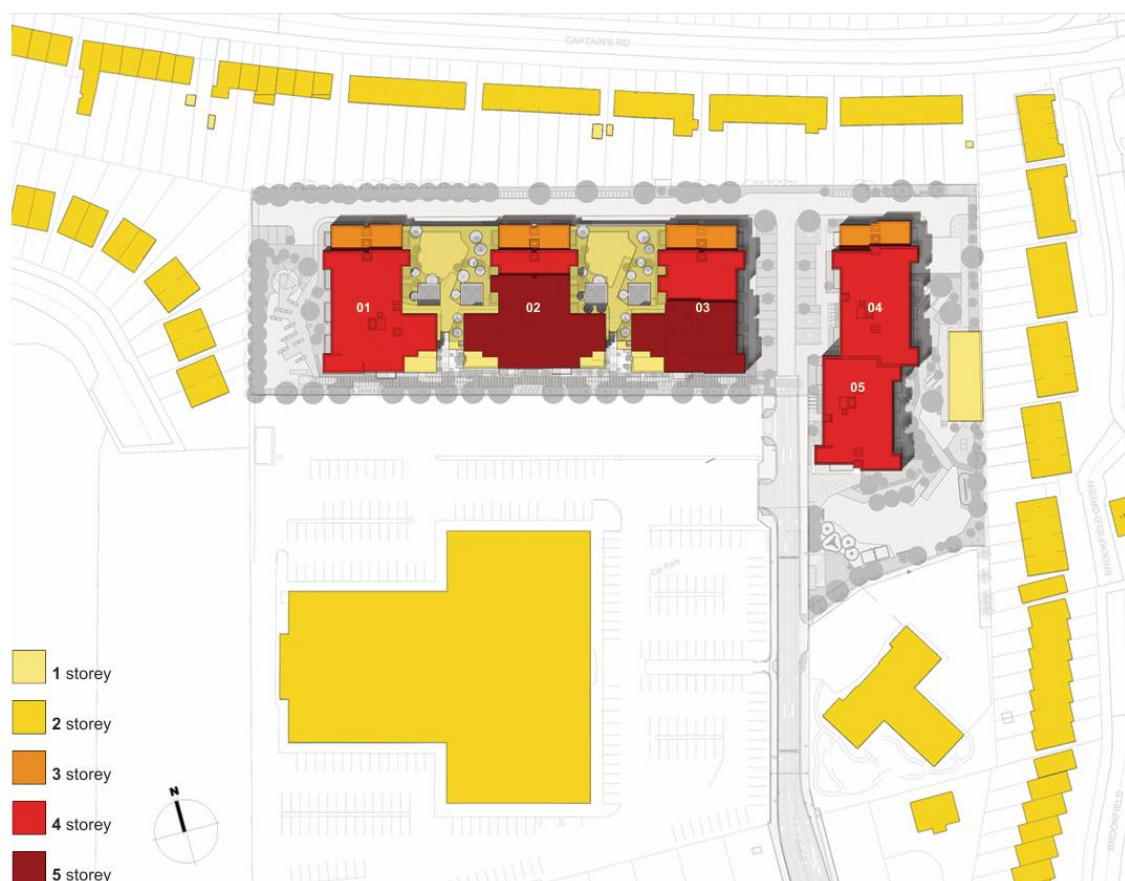 CAPTAIN'S RD
01
02
03
04
05
Car Park
BROOKFIELD GREEN
BROOKFIELD
1 storey
2 storey
3 storey
4 storey
5 storey
N